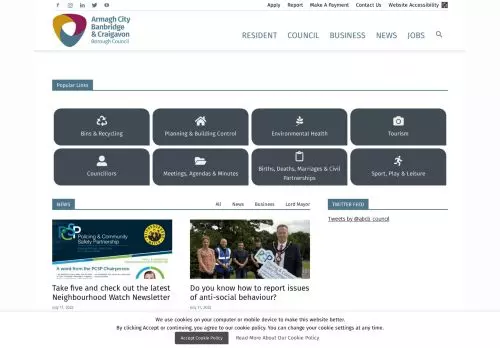 Apply Report Make A Payment Contact Us Website Accessibility
Armagh City
Banbridge
& Craigavon
Borough Council
RESIDENT COUNCIL BUSINESS NEWS JOBS
Popular Links
Bins & Recycling
Planning & Building Control
Environmental Health
Tourism
Councillors
Meetings, Agendas & Minutes
Births, Deaths, Marriages & Civil
Partnerships
Sport, Play & Leisure
NEWS
All News Business Lord Mayor
TWITTER FEED
Policing & Community
Safety Partnership
A word from the PCSP Chairperson
Tweets by @abcb_council
Take five and check out the latest
Neighbourhood Watch Newsletter
July 17, 2023
Do you know how to report issues
of anti-social behaviour?
July 17, 2023
We use cookies on your computer or mobile device to make this website better.
By clicking Accept or continuing, you agree to our cookie policy. You can change your cookie settings at any time.
Accept Cookie Policy
Read More About Our Cookie Policy